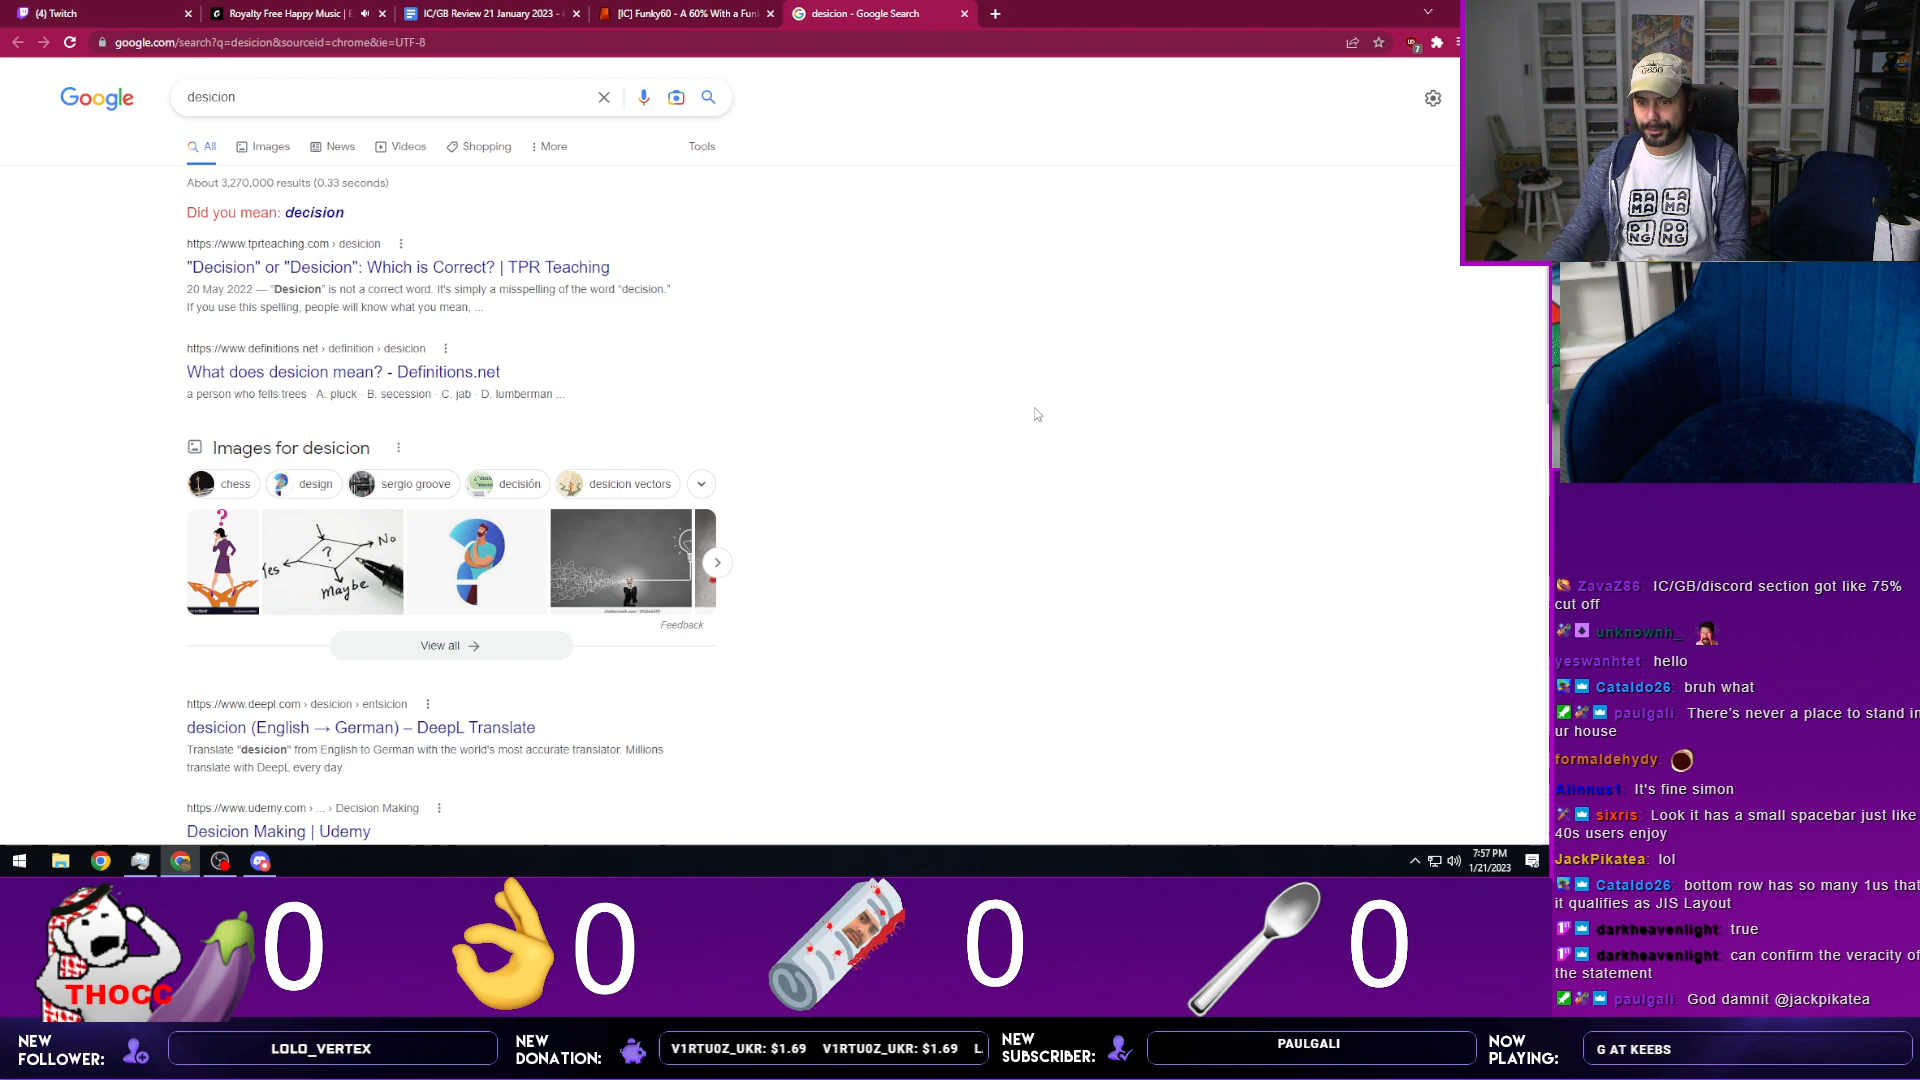 (4) Twitch
Royalty Free Happy Music | E
IC/GB Review 21 January 2023 -
[IC] Funky60 - A 60% With a Fun
desicion - Google Search
google.com/search?q=desicion&sourceid=chrome&ie=UTF-8
7
Google
desicion
All
Images
News
Videos
Shopping
More
Tools
About 3,270,000 results (0.33 seconds)
Did you mean: decision
https://www.tprteaching.com › desicion
"Decision" or "Desicion": Which is Correct? | TPR Teaching
20 May 2022 — "Desicion" is not a correct word. It's simply a misspelling of the word "decision."
If you use this spelling, people will know what you mean, ...
https://www.definitions.net › definition › desicion
What does desicion mean? - Definitions.net
a person who fells trees · A. pluck · B. secession · C. jab · D. lumberman ...
Images for desicion
chess
design
sergio groove
decisión
desicion vectors
?
?
No
Yes
maybe
Feedback
View all →
https://www.deepl.com › desicion › entsicion
desicion (English → German) – DeepL Translate
Translate "desicion" from English to German with the world's most accurate translator. Millions
translate with DeepL every day.
https://www.udemy.com › ... › Decision Making
Desicion Making | Udemy
7:57 PM
1/21/2023
RA LA
MA MA
DI DO
NG NG
ZavaZ86: IC/GB/discord section got like 75%
cut off
unknownh_:
yeswanhtet: hello
Cataldo26: bruh what
paulgali: There's never a place to stand in
ur house
formaldehydy:
Alinnus1: It's fine simon
sixris: Look it has a small spacebar just like
40s users enjoy
JackPikatea: lol
Cataldo26: bottom row has so many 1us that
it qualifies as JIS Layout
darkheavenlight: true
darkheavenlight: can confirm the veracity of
the statement
paulgali: God damnit @jackpikatea
THOCC
0
0
0
0
NEW
FOLLOWER:
LOLO_VERTEX
NEW
DONATION:
V1RTU0Z_UKR: $1.69 V1RTU0Z_UKR: $1.69 L
NEW
SUBSCRIBER:
PAULGALI
NOW
PLAYING:
G AT KEEBS